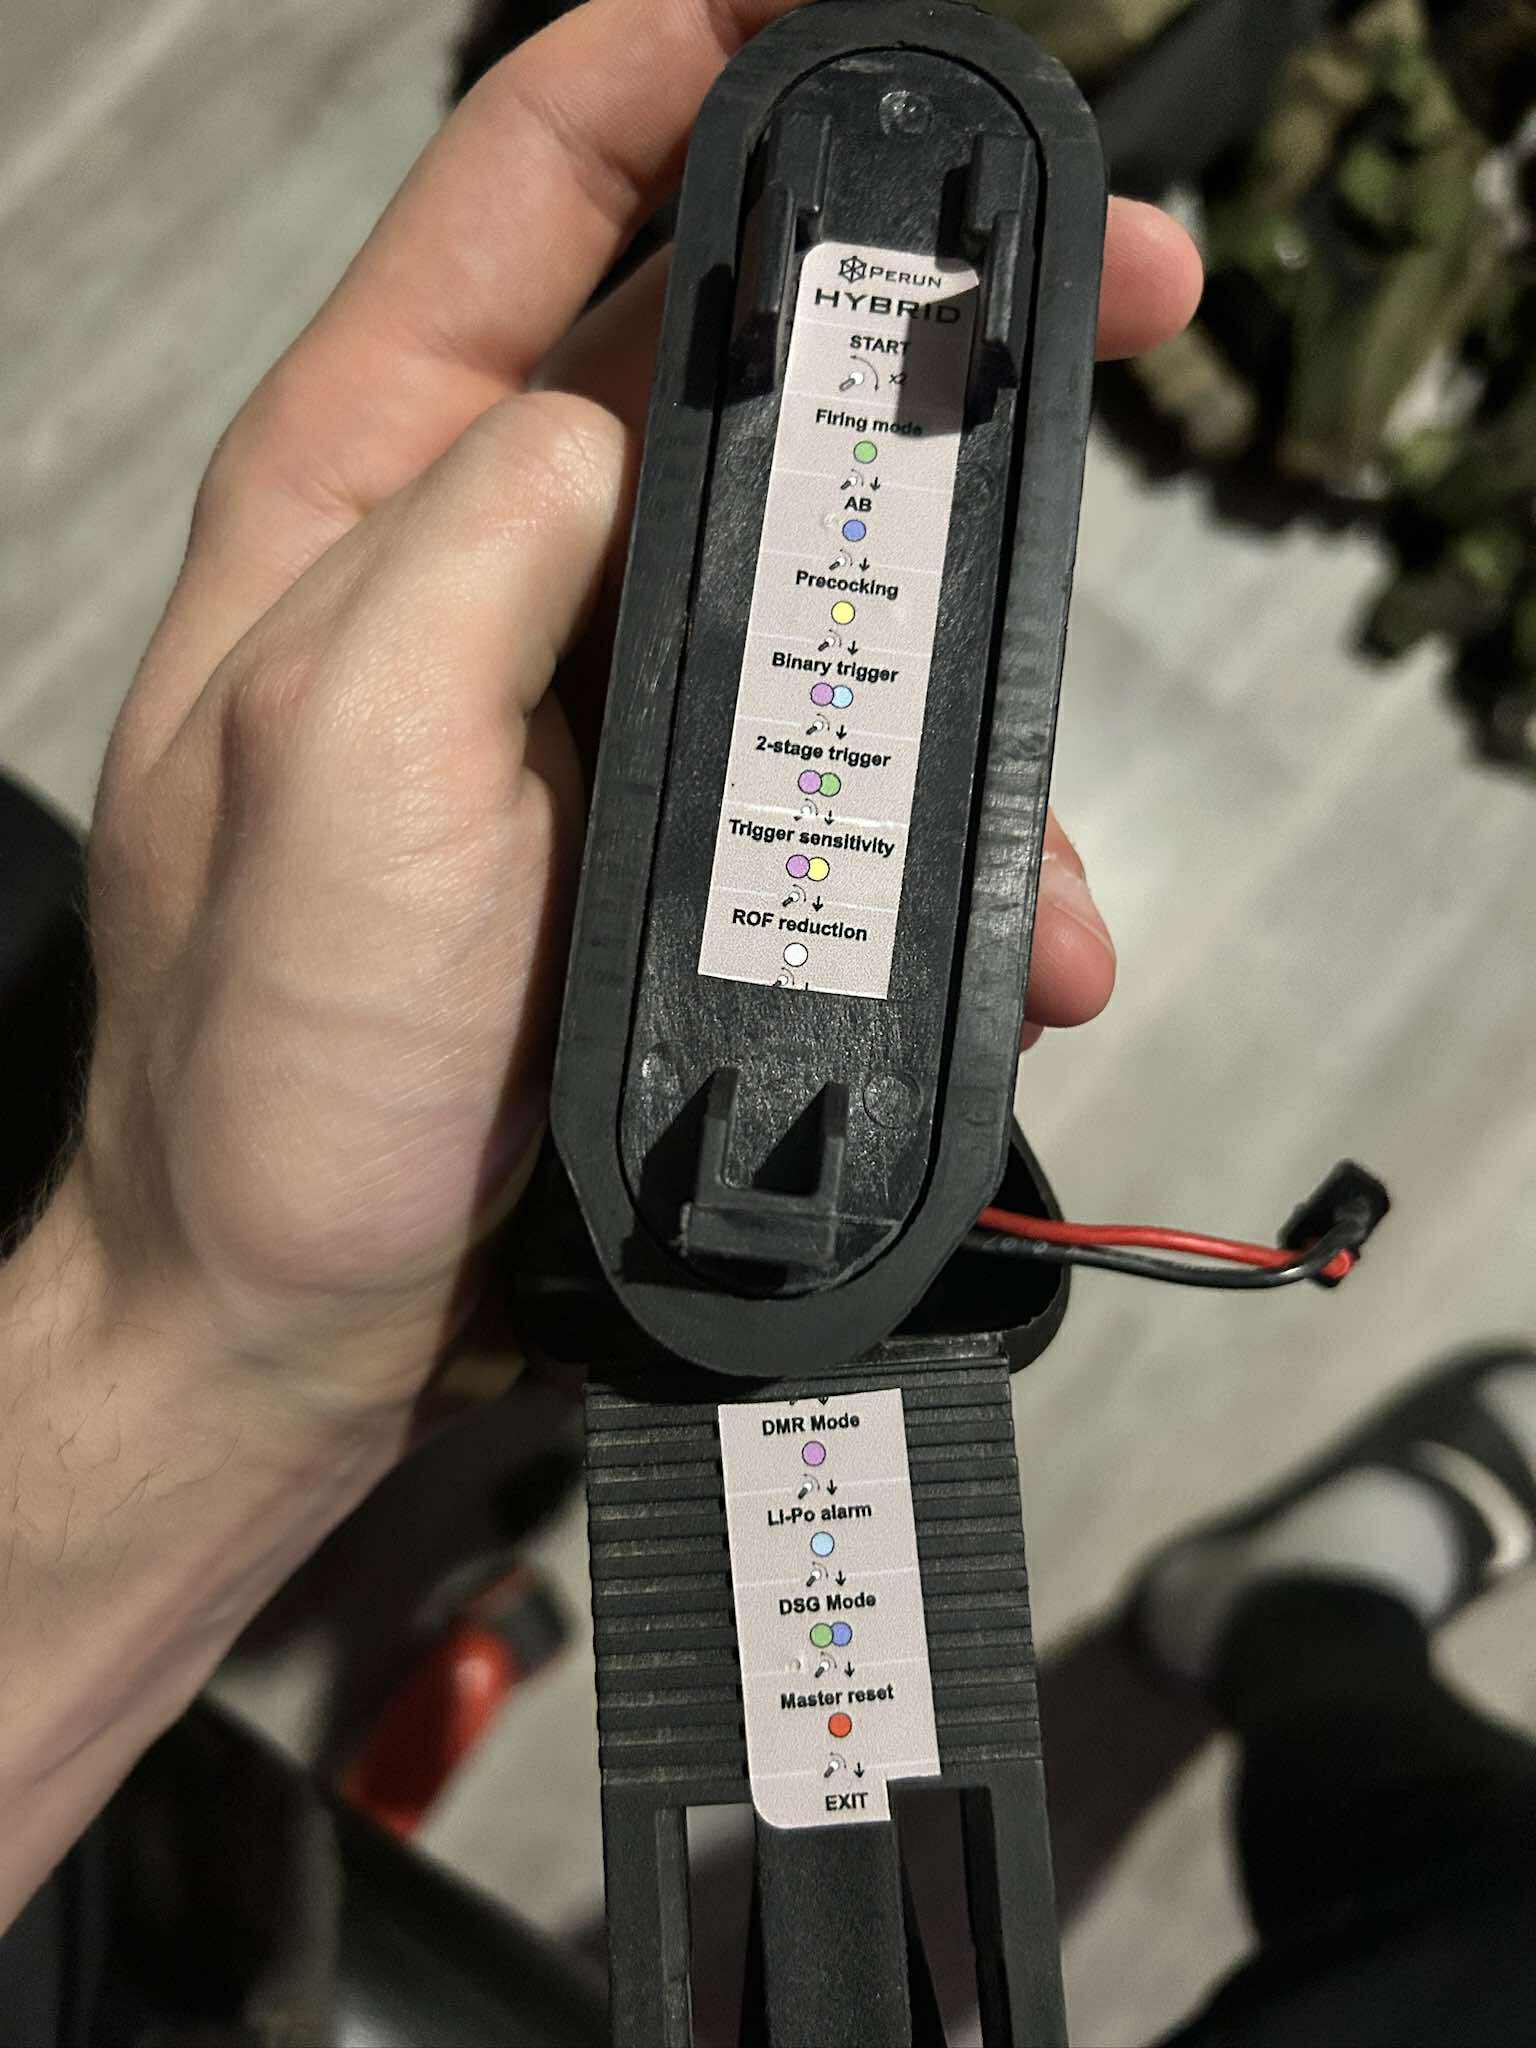 PERUN
HYBRID
START
x2
Firing mode
AB
Precocking
Binary trigger
2-stage trigger
Trigger sensitivity
ROF reduction
DMR Mode
Li-Po alarm
DSG Mode
Master reset
EXIT